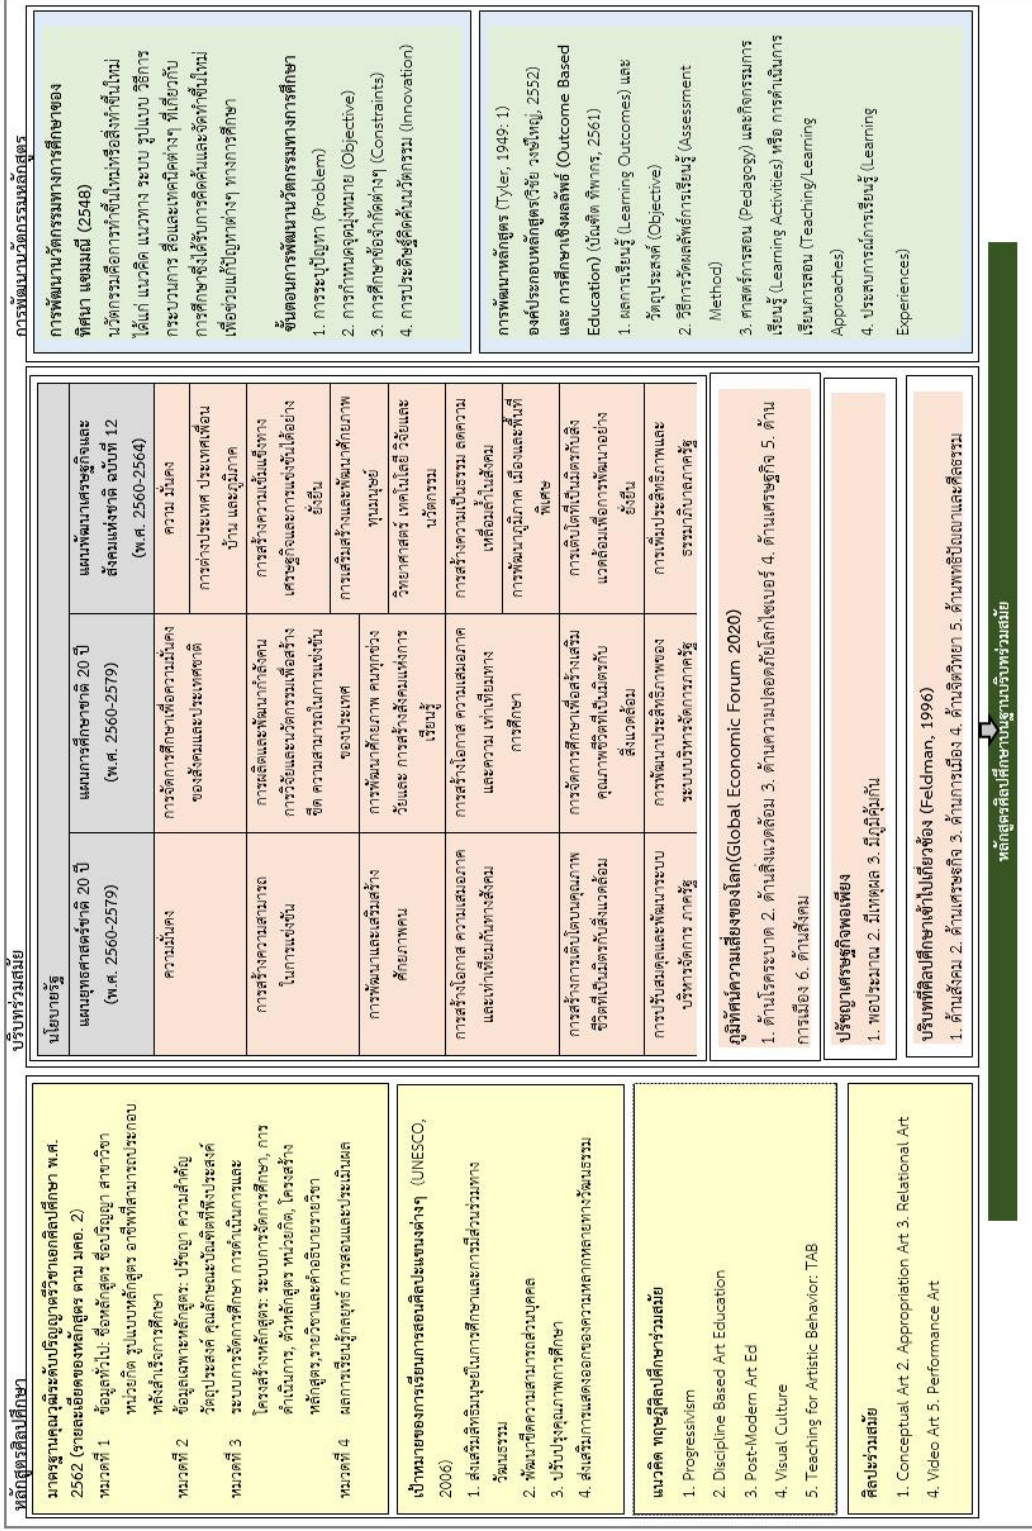 หลักสูตรศิลปศึกษา
มาตรฐานคุณวุฒิระดับปริญญาตรีวิชาเอกศิลปศึกษา พ.ศ.
2562 (รายละเอียดของหลักสูตร ตาม มคอ. 2)
หมวดที่ 1 ข้อมูลทั่วไป: ชื่อหลักสูตร ชื่อปริญญา สาขาวิชา
หน่วยกิต รูปแบบหลักสูตร อาชีพที่สามารถประกอบ
หลังสำเร็จการศึกษา
หมวดที่ 2 ข้อมูลเฉพาะหลักสูตร: ปรัชญา ความสำคัญ
วัตถุประสงค์ คุณลักษณะบัณฑิตที่พึงประสงค์
หมวดที่ 3 ระบบการจัดการศึกษา การดำเนินการและ
โครงสร้างหลักสูตร: ระบบการจัดการศึกษา, การ
ดำเนินการ, ตัวหลักสูตร หน่วยกิต, โครงสร้าง
หลักสูตร,รายวิชาและคำอธิบายรายวิชา
หมวดที่ 4 ผลการเรียนรู้กลยุทธ์ การสอนและประเมินผล
เป้าหมายของการเรียนการสอนศิลปะแขนงต่างๆ (UNESCO,
2006)
1. ส่งเสริมสิทธิมนุษย์ในการศึกษาและการมีส่วนร่วมทาง
วัฒนธรรม
2. พัฒนาขีดความสามารถส่วนบุคคล
3. ปรับปรุงคุณภาพการศึกษา
4. ส่งเสริมการแสดงออกของความหลากหลายทางวัฒนธรรม
แนวคิด ทฤษฎีศิลปศึกษาร่วมสมัย
1. Progressivism
2. Discipline Based Art Education
3. Post-Modern Art Ed
4. Visual Culture
5. Teaching for Artistic Behavior: TAB
ศิลปะร่วมสมัย
1. Conceptual Art 2. Appropriation Art 3. Relational Art
4. Video Art 5. Performance Art
บริบทร่วมสมัย
นโยบายรัฐ
แผนยุทธศาสตร์ชาติ 20 ปี
(พ.ศ. 2560-2579)
แผนการศึกษาชาติ 20 ปี
(พ.ศ. 2560-2579)
แผนพัฒนาเศรษฐกิจและ
สังคมแห่งชาติ ฉบับที่ 12
(พ.ศ. 2560-2564)
ความมั่นคง
การจัดการศึกษาเพื่อความมั่นคง
ของสังคมและประเทศชาติ
ความ มั่นคง
การต่างประเทศ ประเทศเพื่อน
บ้าน และภูมิภาค
การสร้างความสามารถ
ในการแข่งขัน
การผลิตและพัฒนากำลังคน
การวิจัยและนวัตกรรมเพื่อสร้าง
ขีด ความสามารถในการแข่งขัน
ของประเทศ
การสร้างความเข้มแข็งทาง
เศรษฐกิจและการแข่งขันได้อย่าง
ยั่งยืน
การพัฒนาและเสริมสร้าง
ศักยภาพคน
การพัฒนาศักยภาพ คนทุกช่วง
วัยและ การสร้างสังคมแห่งการ
เรียนรู้
การเสริมสร้างและพัฒนาศักยภาพ
ทุนมนุษย์
วิทยาศาสตร์ เทคโนโลยี วิจัยและ
นวัตกรรม
การสร้างโอกาส ความเสมอภาค
และเท่าเทียมกันทางสังคม
การสร้างโอกาส ความเสมอภาค
และความ เท่าเทียมทาง
การศึกษา
การสร้างความเป็นธรรม ลดความ
เหลื่อมล้ำในสังคม
การพัฒนาภูมิภาค เมืองและพื้นที่
พิเศษ
การสร้างการเติบโตบนคุณภาพ
ชีวิตที่เป็นมิตรกับสิ่งแวดล้อม
การจัดการศึกษาเพื่อสร้างเสริม
คุณภาพชีวิตที่เป็นมิตรกับ
สิ่งแวดล้อม
การเติบโตที่เป็นมิตรกับสิ่ง
แวดล้อมเพื่อการพัฒนาอย่าง
ยั่งยืน
การปรับสมดุลและพัฒนาระบบ
บริหารจัดการ ภาครัฐ
การพัฒนาประสิทธิภาพของ
ระบบบริหารจัดการภาครัฐ
การเพิ่มประสิทธิภาพและ
ธรรมาภิบาลภาครัฐ
ภูมิทัศน์ความเสี่ยงของโลก(Global Economic Forum 2020)
1. ด้านโรคระบาด 2. ด้านสิ่งแวดล้อม 3. ด้านความปลอดภัยโลกไซเบอร์ 4. ด้านเศรษฐกิจ 5. ด้าน
การเมือง 6. ด้านสังคม
ปรัชญาเศรษฐกิจพอเพียง
1. พอประมาณ 2. มีเหตุผล 3. มีภูมิคุ้มกัน
บริบทที่ศิลปศึกษาเข้าไปเกี่ยวข้อง (Feldman, 1996)
1. ด้านสังคม 2. ด้านเศรษฐกิจ 3. ด้านการเมือง 4. ด้านจิตวิทยา 5. ด้านพุทธิปัญญาและศีลธรรม
การพัฒนานวัตกรรมหลักสูตร
การพัฒนานวัตกรรมทางการศึกษาของ
ทิศนา แขมมณี (2548)
นวัตกรรมคือการทำขึ้นใหม่หรือสิ่งทำขึ้นใหม่
ได้แก่ แนวคิด แนวทาง ระบบ รูปแบบ วิธีการ
กระบวนการ สื่อและเทคนิคต่างๆ ที่เกี่ยวกับ
การศึกษาซึ่งได้รับการคิดค้นและจัดทำขึ้นใหม่
เพื่อช่วยแก้ปัญหาต่างๆ ทางการศึกษา
ขั้นตอนการพัฒนานวัตกรรมทางการศึกษา
1. การระบุปัญหา (Problem)
2. การกำหนดจุดมุ่งหมาย (Objective)
3. การศึกษาข้อจำกัดต่างๆ (Constraints)
4. การประดิษฐ์คิดค้นนวัตกรรม (Innovation)
การพัฒนาหลักสูตร (Tyler, 1949: 1)
องค์ประกอบหลักสูตร(วิชัย วงษ์ใหญ่, 2552)
และ การศึกษาเชิงผลลัพธ์ (Outcome Based
Education) (บัณฑิต ทิพากร, 2561)
1. ผลการเรียนรู้ (Learning Outcomes) และ
วัตถุประสงค์ (Objective)
2. วิธีการวัดผลลัพธ์การเรียนรู้ (Assessment
Method)
3. ศาสตร์การสอน (Pedagogy) และกิจกรรมการ
เรียนรู้ (Learning Activities) หรือ การดำเนินการ
เรียนการสอน (Teaching/Learning
Approaches)
4. ประสบการณ์การเรียนรู้ (Learning
Experiences)
หลักสูตรศิลปศึกษาบนฐานบริบทร่วมสมัย